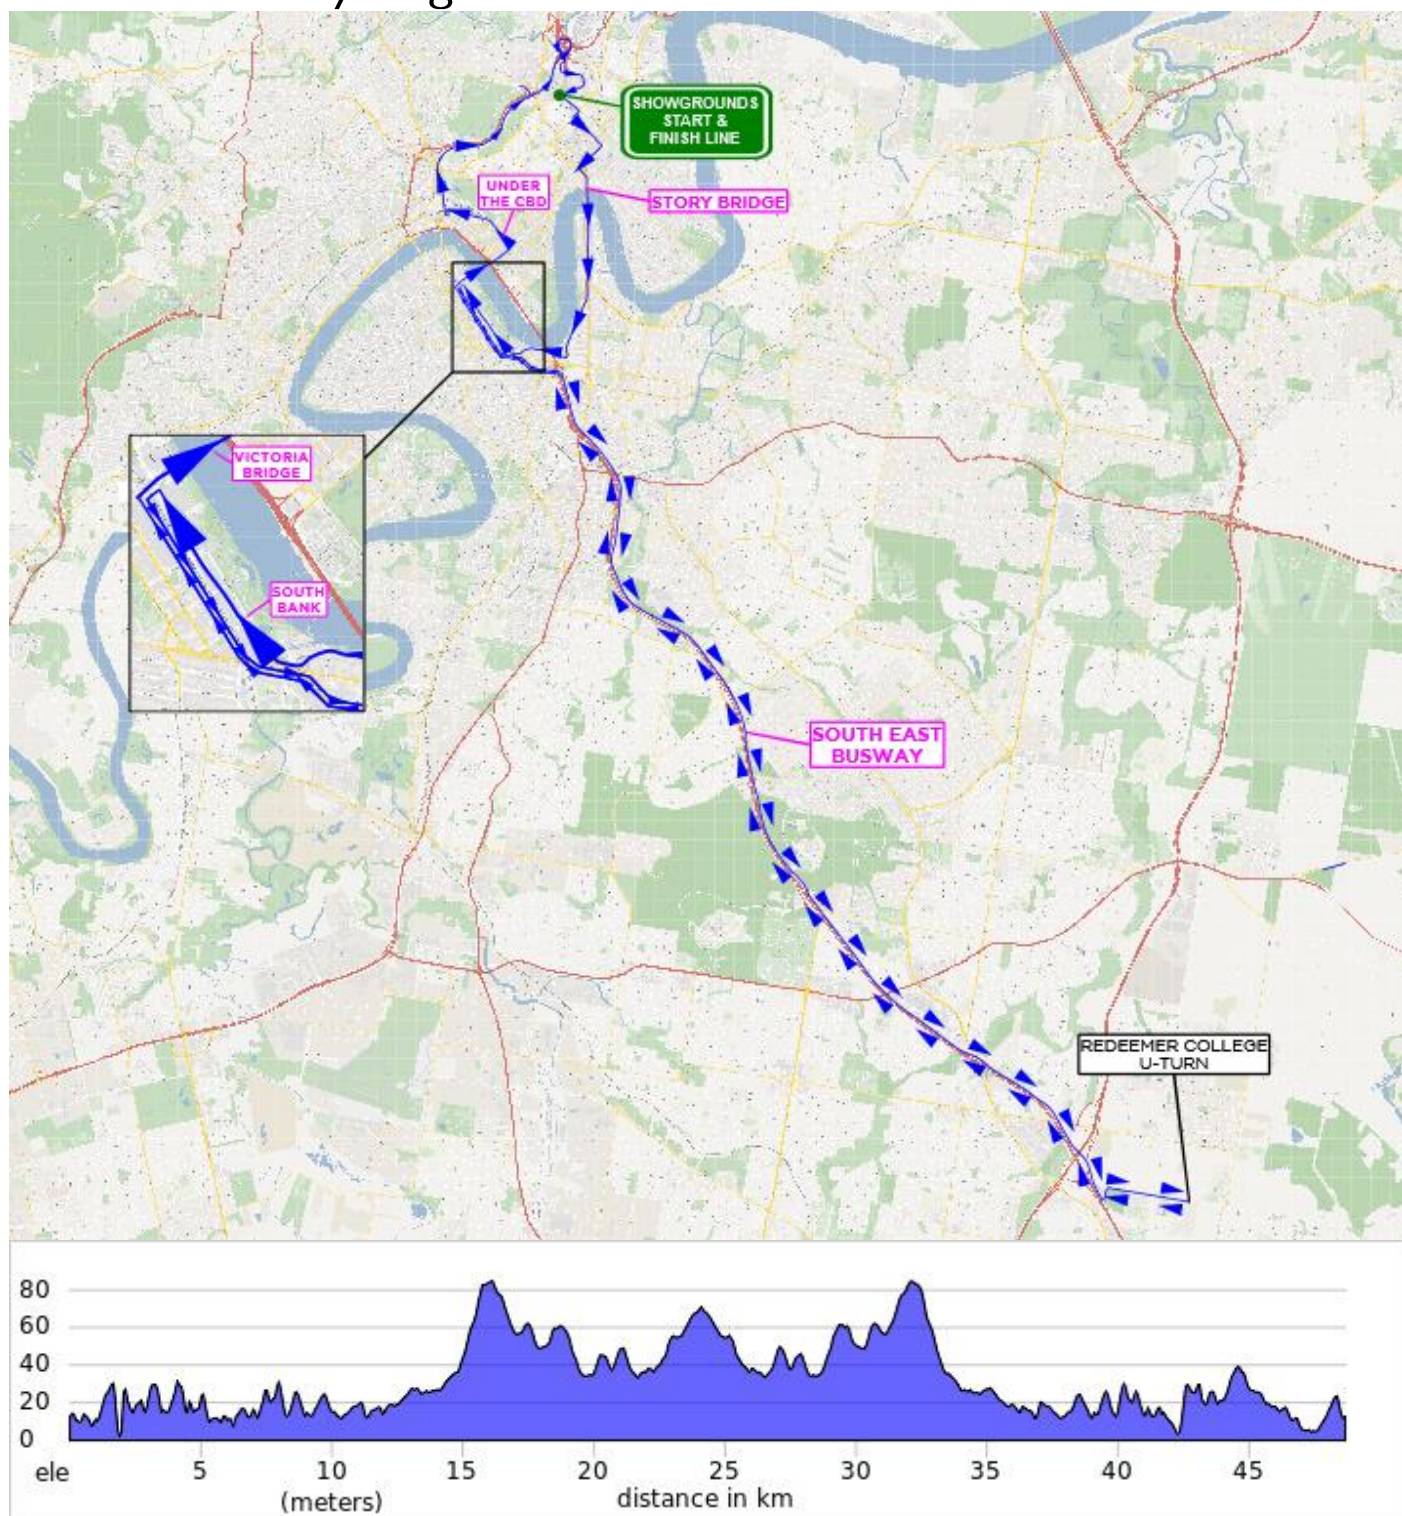 SHOWGROUNDS
START &
FINISH LINE
UNDER
THE CBD
STORY BRIDGE
VICTORIA
BRIDGE
SOUTH
BANK
SOUTH EAST
BUSWAY
REDEEMER COLLEGE
U-TURN
80
60
40
20
0
ele 5 10 15 20 25 30 35 40 45
(meters) distance in km